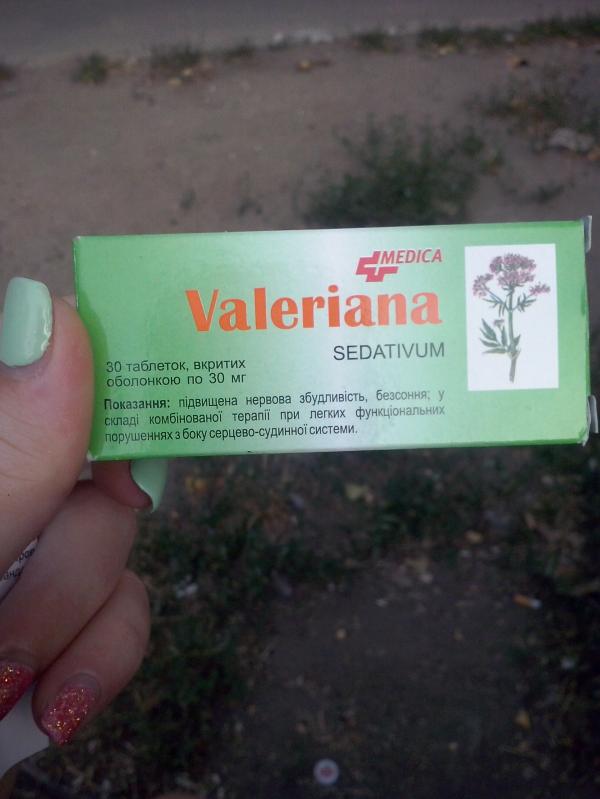 MEDICA
Valeriana
SEDATIVUM
30 таблеток, вкритих
оболонкою по 30 мг
Показання: підвищена нервова збудливість, безсоння; у
складі комбінованої терапії при легких функціональних
порушеннях з боку серцево-судинної системи.